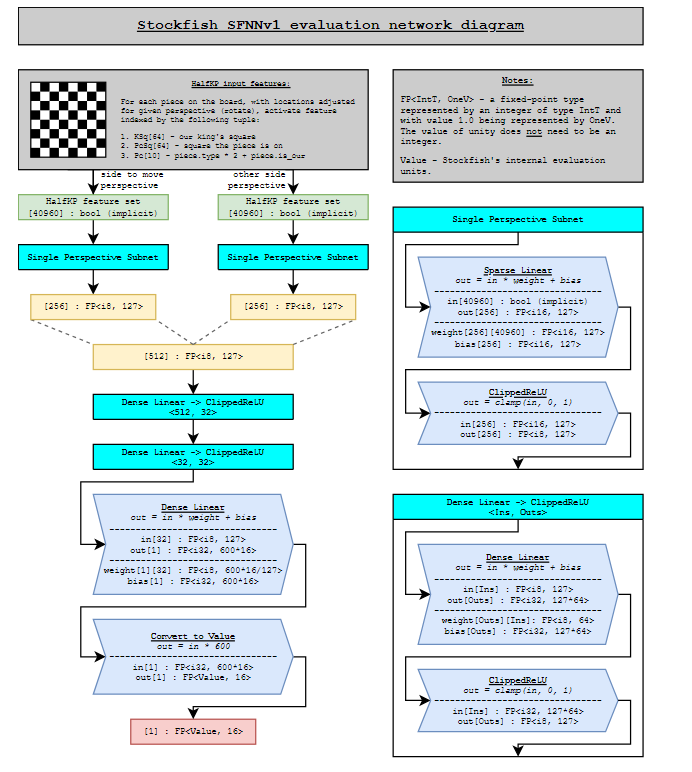 Stockfish SFNNv1 evaluation network diagram
HalfKP input features:
For each piece on the board, with locations adjusted
for given perspective (rotate), activate feature
indexed by the following tuple:
1. KSq[64] - our king's square
2. PcSq[64] - square the piece is on
3. Pc[10] - piece.type * 2 + piece.is_our
Notes:
FP<IntT, OneV> - a fixed-point type
represented by an integer of type IntT and
with value 1.0 being represented by OneV.
The value of unity does not need to be an
integer.
Value - Stockfish's internal evaluation
units.
side to move
perspective
other side
perspective
HalfKP feature set
[40960] : bool (implicit)
HalfKP feature set
[40960] : bool (implicit)
Single Perspective Subnet
Single Perspective Subnet
[256] : FP<i8, 127>
[256] : FP<i8, 127>
[512] : FP<i8, 127>
Dense Linear -> ClippedReLU
<512, 32>
Dense Linear -> ClippedReLU
<32, 32>
Dense Linear
out = in * weight + bias
in[32] : FP<i8, 127>
out[1] : FP<i32, 600*16>
weight[1][32] : FP<i8, 600*16/127>
bias[1] : FP<i32, 600*16>
Convert to Value
out = in * 600
in[1] : FP<i32, 600*16>
out[1] : FP<Value, 16>
[1] : FP<Value, 16>
Single Perspective Subnet
Sparse Linear
out = in * weight + bias
in[40960] : bool (implicit)
out[256] : FP<i16, 127>
weight[256][40960] : FP<i16, 127>
bias[256] : FP<i16, 127>
ClippedReLU
out = clamp(in, 0, 1)
in[256] : FP<i16, 127>
out[256] : FP<i8, 127>
Dense Linear -> ClippedReLU
<Ins, Outs>
Dense Linear
out = in * weight + bias
in[Ins] : FP<i8, 127>
out[Outs] : FP<i32, 127*64>
weight[Outs][Ins]: FP<i8, 64>
bias[Outs] : FP<i32, 127*64>
ClippedReLU
out = clamp(in, 0, 1)
in[Ins] : FP<i32, 127*64>
out[Outs] : FP<i8, 127>